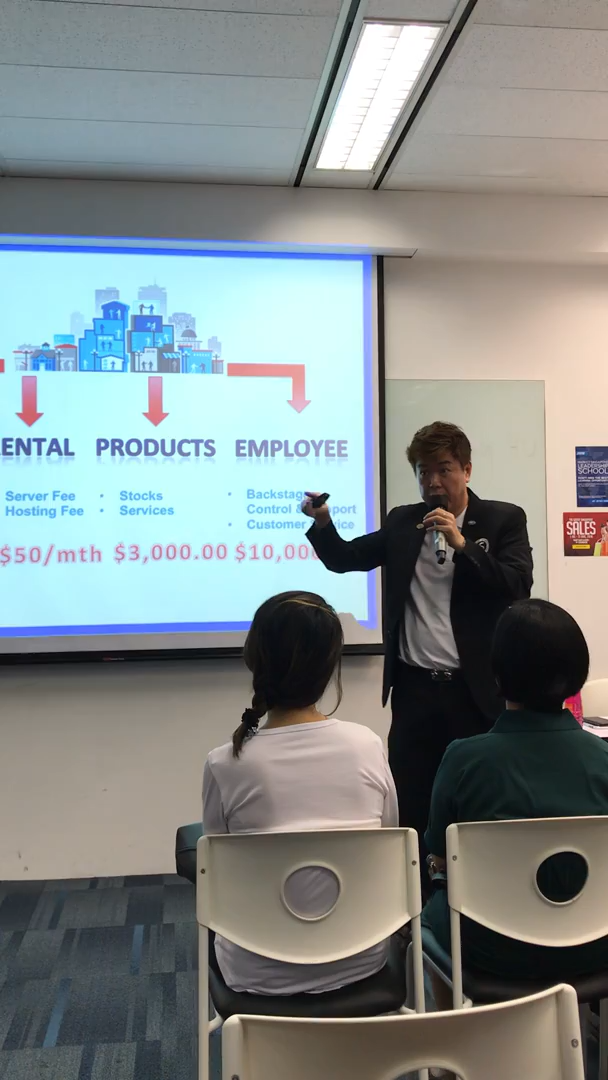 ENTAL
PRODUCTS
EMPLOYEE
Server Fee
Hosting Fee
• Stocks
• Services
• Backstag
Control & port
• Customer ice
$50/mth
$3,000.00
$10,000
LEADERSHIP
SCHOOL
SALES